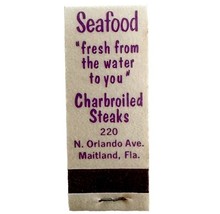 Seafood
"fresh from
the water
to you"
Charbroiled
Steaks
220
N. Orlando Ave.
Maitland, Fla.